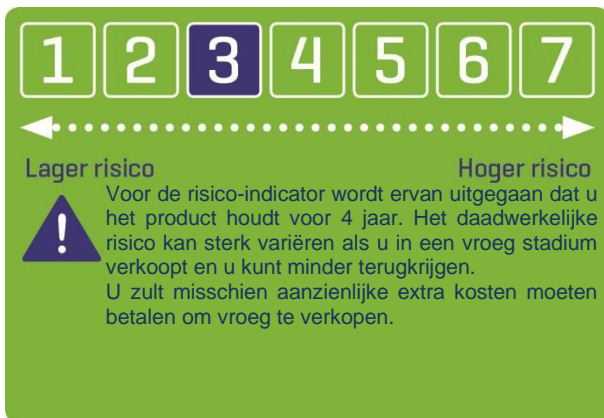 1 2 3 4 5 6 7
Lager risico Hoger risico
!
Voor de risico-indicator wordt ervan uitgegaan dat u
het product houdt voor 4 jaar. Het daadwerkelijke
risico kan sterk variëren als u in een vroeg stadium
verkoopt en u kunt minder terugkrijgen.
U zult misschien aanzienlijke extra kosten moeten
betalen om vroeg te verkopen.